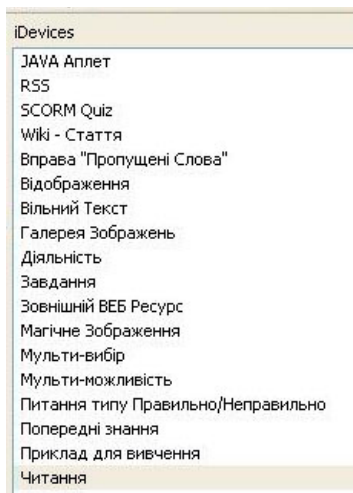 iDevices
JAVA Аплет
RSS
SCORM Quiz
Wiki - Стаття
Вправа "Пропущені Слова"
Відображення
Вільний Текст
Галерея Зображень
Діяльність
Завдання
Зовнішній ВЕБ Ресурс
Магічне Зображення
Мульти-вибір
Мульти-можливість
Питання типу Правильно/Неправильно
Попередні знання
Приклад для вивчення
Читання